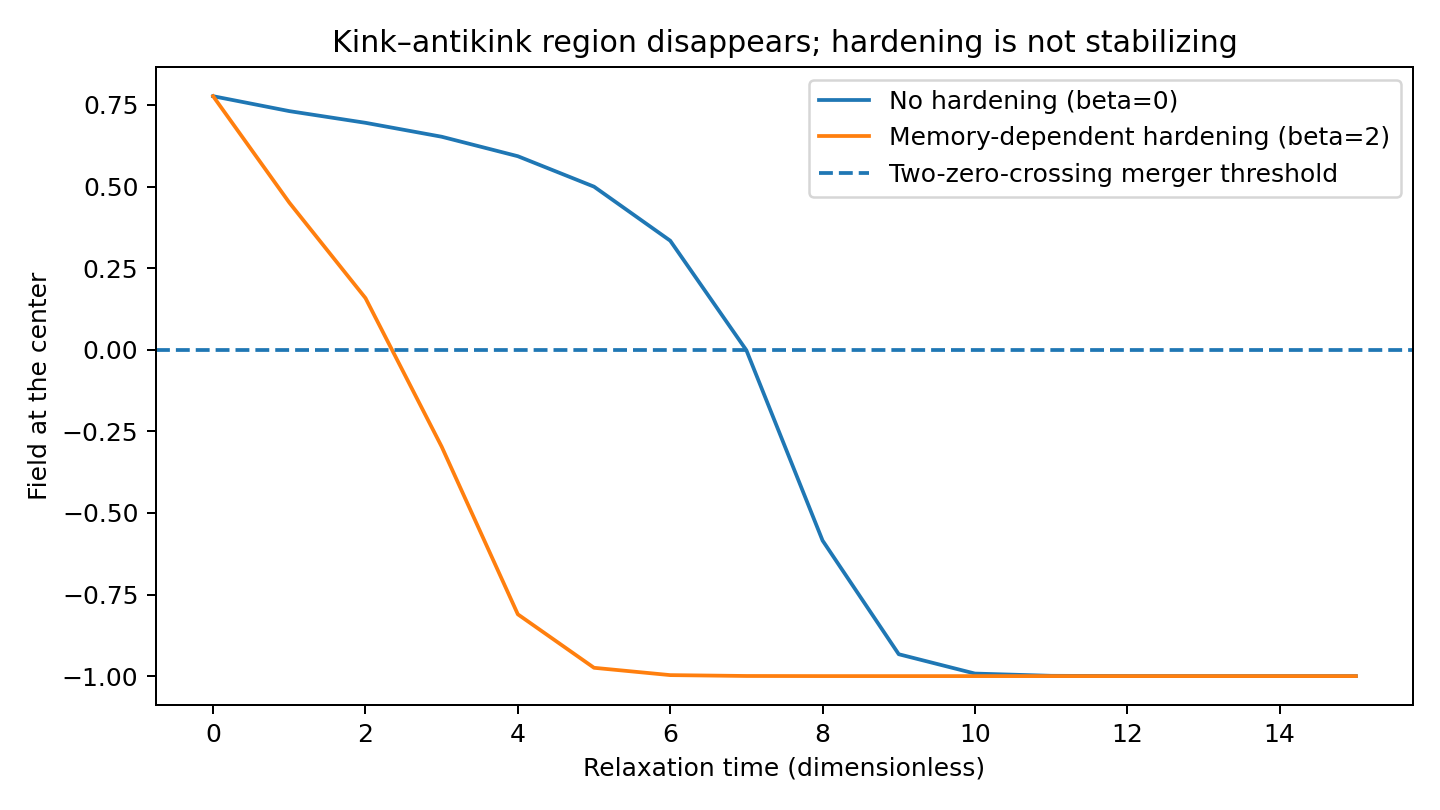 Kink–antikink region disappears; hardening is not stabilizing
No hardening (beta=0)
Memory-dependent hardening (beta=2)
Two-zero-crossing merger threshold
Field at the center
0.75
0.50
0.25
0.00
−0.25
−0.50
−0.75
−1.00
0 2 4 6 8 10 12 14
Relaxation time (dimensionless)